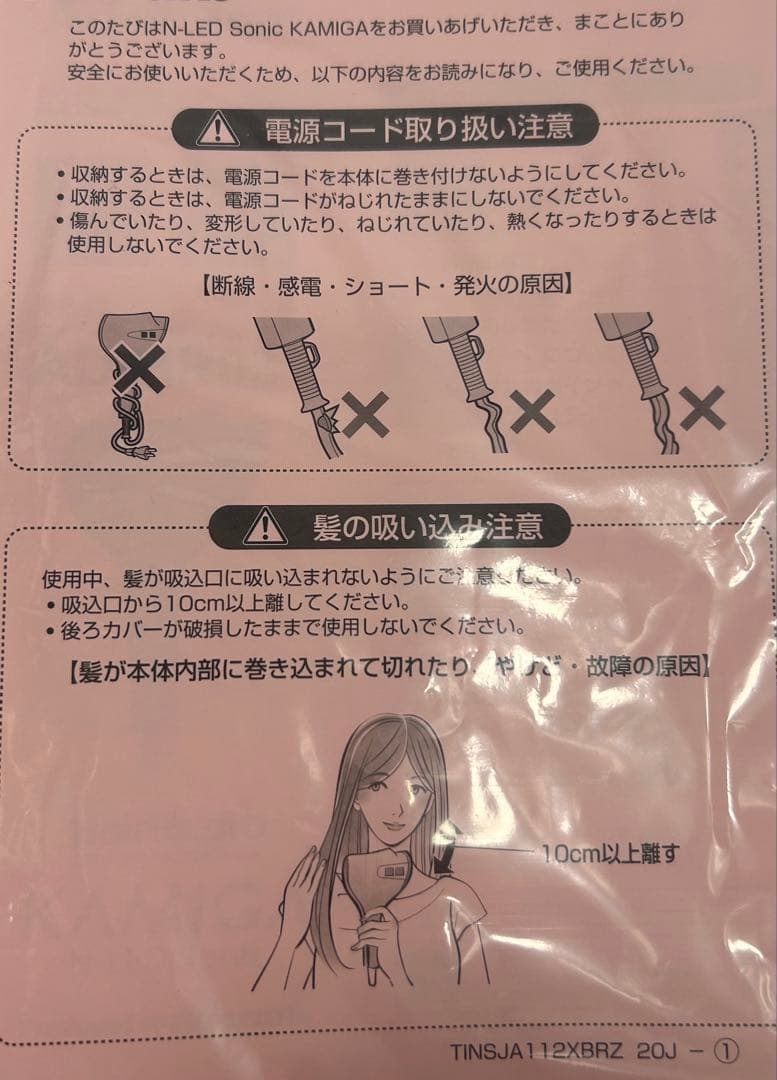 このたびはN-LED Sonic KAMIGAをお買いあげいただき、まことにあり
がとうございます。
安全にお使いいただくため、以下の内容をお読みになり、ご使用ください。
電源コード取り扱い注意
• 収納するときは、電源コードを本体に巻き付けないようにしてください。
• 収納するときは、電源コードがねじれたままにしないでください。
• 傷んでいたり、変形していたり、ねじれていたり、熱くなったりするときは
使用しないでください。
【断線・感電・ショート・発火の原因】
髪の吸い込み注意
使用中、髪が吸込口に吸い込まれないようにご注意ください。
• 吸込口から10cm以上離してください。
• 後ろカバーが破損したままで使用しないでください。
【髪が本体内部に巻き込まれて切れたり、やけど・故障の原因】
10cm以上離す
TINSJA112XBRZ 20J − ①